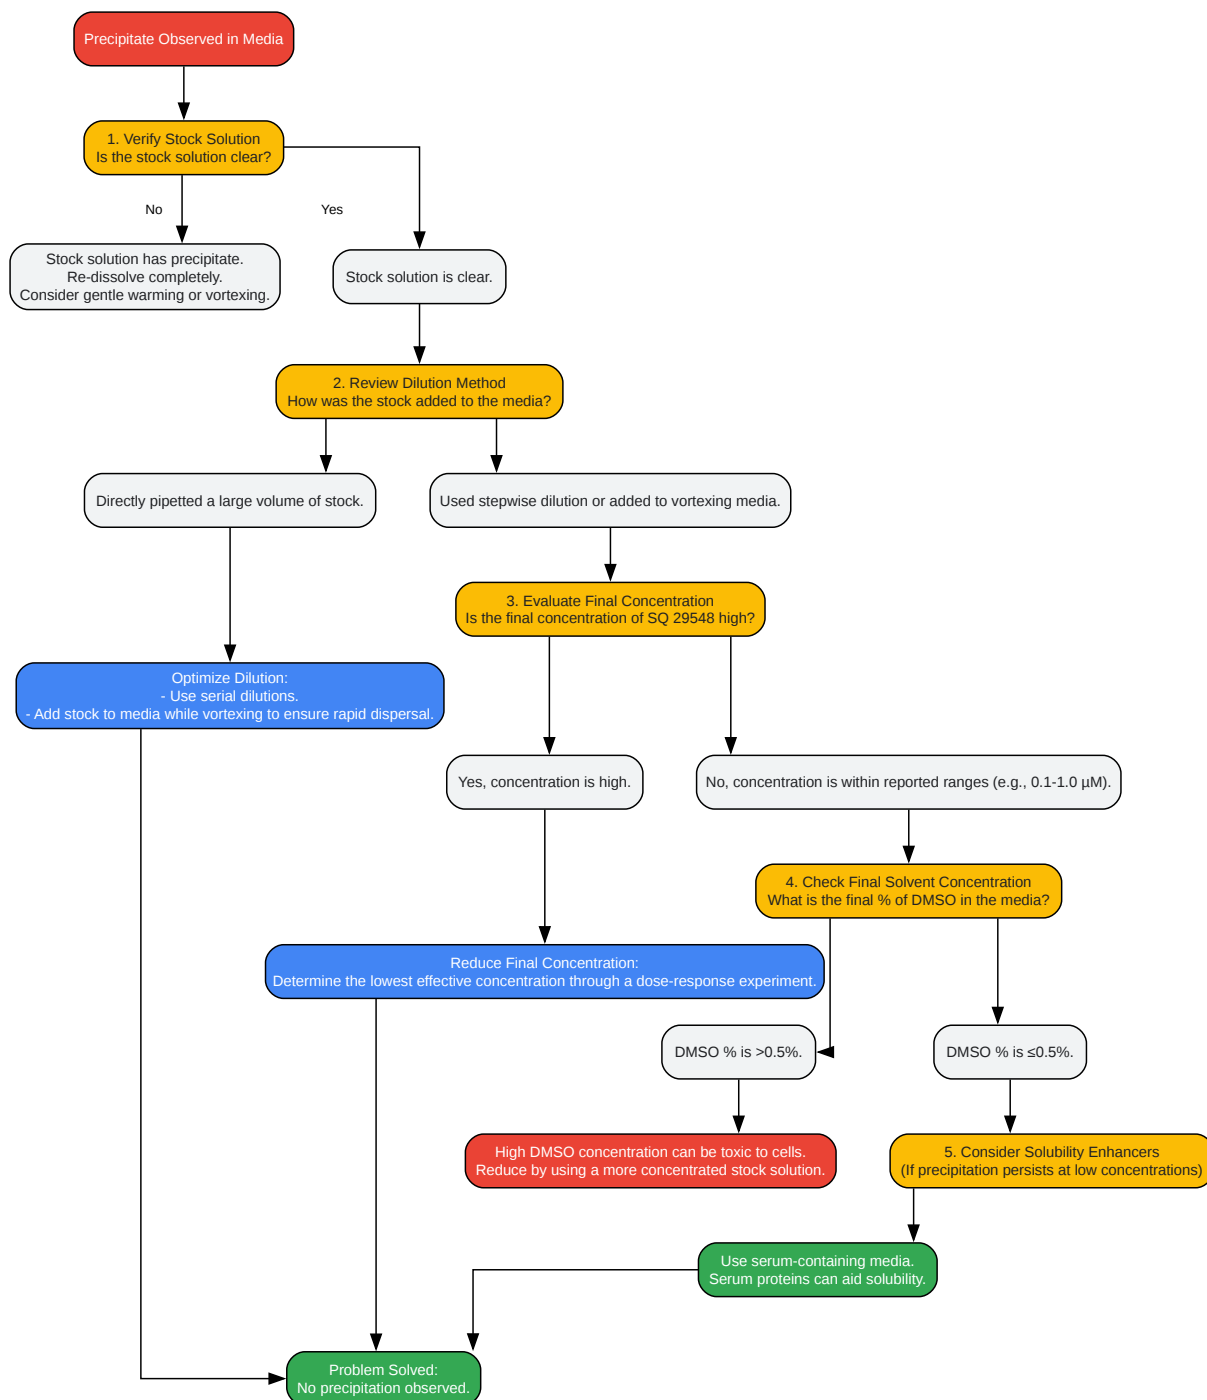 Precipitate Observed in Media
1. Verify Stock Solution
Is the stock solution clear?
No
Yes
Stock solution has precipitate.
Re-dissolve completely.
Consider gentle warming or vortexing.
Stock solution is clear.
2. Review Dilution Method
How was the stock added to the media?
Directly pipetted a large volume of stock.
Used stepwise dilution or added to vortexing media.
3. Evaluate Final Concentration
Is the final concentration of SQ 29548 high?
Optimize Dilution:
- Use serial dilutions.
- Add stock to media while vortexing to ensure rapid dispersal.
Yes, concentration is high.
No, concentration is within reported ranges (e.g., 0.1-1.0 µM).
4. Check Final Solvent Concentration
What is the final % of DMSO in the media?
Reduce Final Concentration:
Determine the lowest effective concentration through a dose-response experiment.
DMSO % is >0.5%.
DMSO % is ≤0.5%.
High DMSO concentration can be toxic to cells.
Reduce by using a more concentrated stock solution.
5. Consider Solubility Enhancers
(If precipitation persists at low concentrations)
Use serum-containing media.
Serum proteins can aid solubility.
Problem Solved:
No precipitation observed.